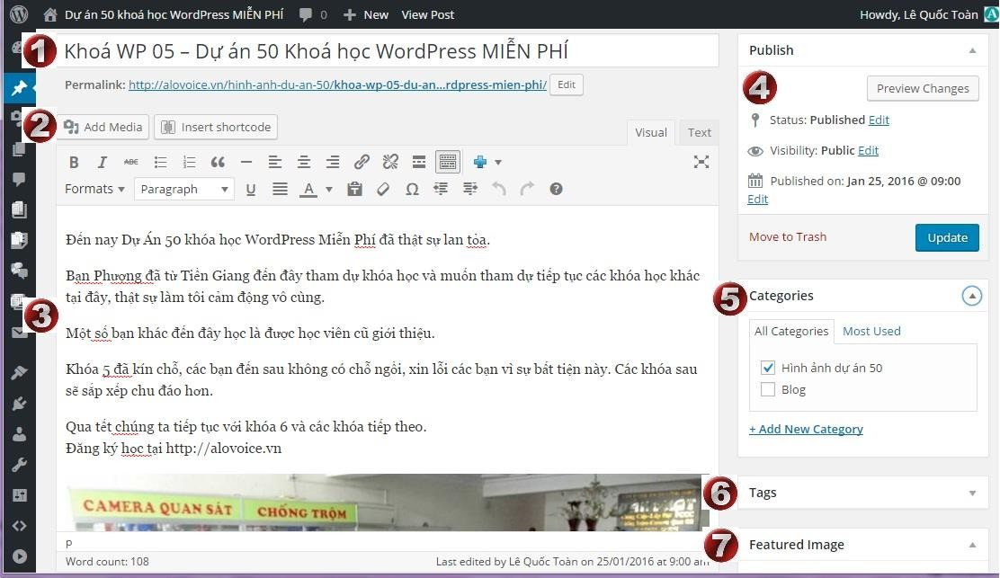 Dự án 50 khoá học WordPress MIỄN PHÍ 0 New View Post Howdy, Lê Quốc Toàn
1 Khoá WP 05 – Dự án 50 Khoá học WordPress MIỄN PHÍ
Permalink: http://alovoice.vn/hinh-anh-du-an-50/khoa-wp-05-du-an...rdpress-mien-phi/ Edit
2 Add Media Insert shortcode
Visual Text
B I ABC
Formats Paragraph U A
Đến nay Dự Án 50 khóa học WordPress Miễn Phí đã thật sự lan tỏa.
Bạn Phượng đã từ Tiền Giang đến đây tham dự khóa học và muốn tham dự tiếp tục các khóa học khác
tại đây, thật sự làm tôi cảm động vô cùng.
3
Một số bạn khác đến đây học là được học viên cũ giới thiệu.
Khóa 5 đã kín chỗ, các bạn đến sau không có chỗ ngồi, xin lỗi các bạn vì sự bất tiện này. Các khóa sau
sẽ sắp xếp chu đáo hơn.
Qua tết chúng ta tiếp tục với khóa 6 và các khóa tiếp theo.
Đăng ký học tại http://alovoice.vn
CAMERA QUAN SÁT CHỐNG TRỘM
p
Word count: 108 Last edited by Lê Quốc Toàn on 25/01/2016 at 9:00 am
Publish
4 Preview Changes
Status: Published Edit
Visibility: Public Edit
Published on: Jan 25, 2016 @ 09:00
Edit
Move to Trash Update
5 Categories
All Categories Most Used
Hình ảnh dự án 50
Blog
+ Add New Category
6 Tags
7 Featured Image